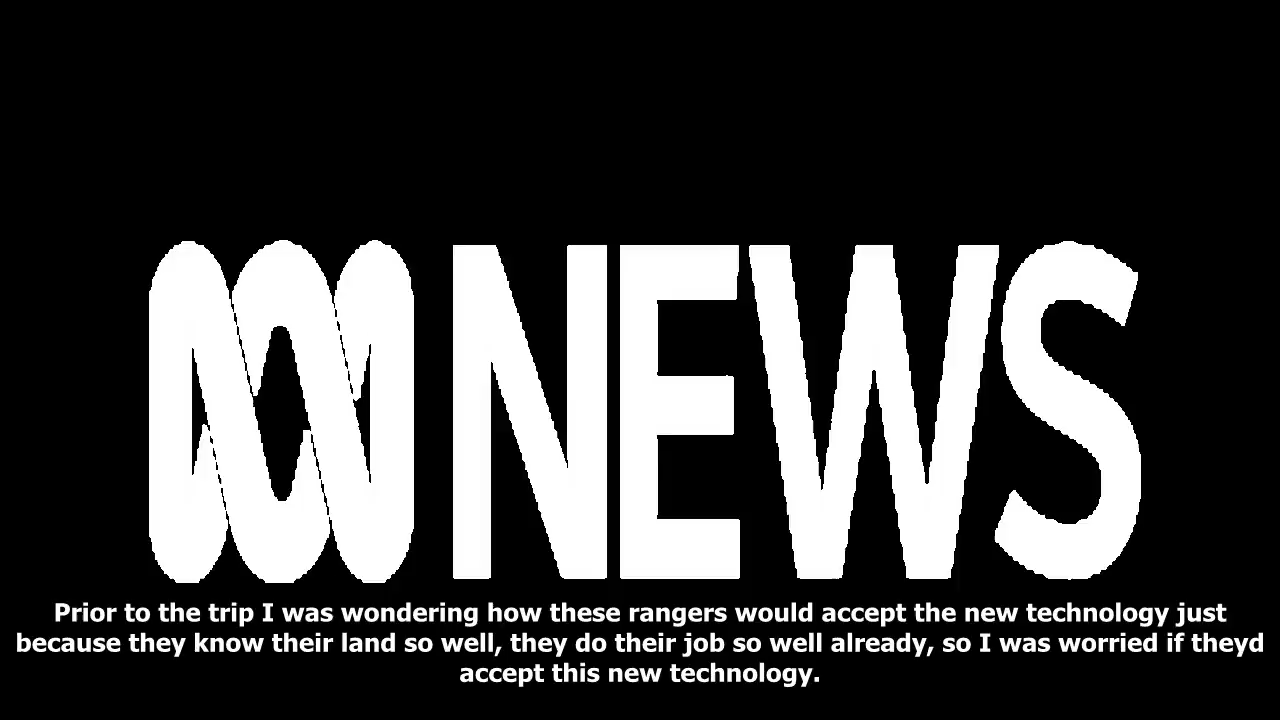 NEWS
Prior to the trip I was wondering how these rangers would accept the new technology just
because they know their land so well, they do their job so well already, so I was worried if theyd
accept this new technology.